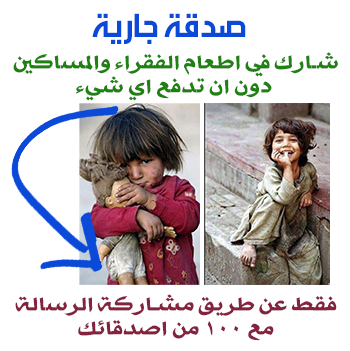 صدقة جارية
شارك في اطعام الفقراء والمساكين
دون ان تدفع اي شيء
فقط عن طريق مشاركة الرسالة
مع ١٠٠ من اصدقائك